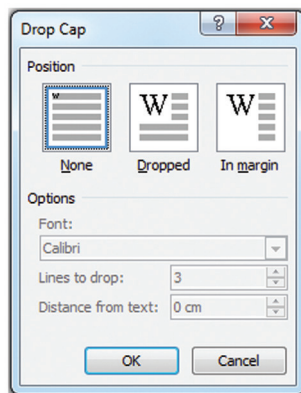 Drop Cap
Position
W W W
None Dropped In margin
Options
Font:
Calibri
Lines to drop: 3
Distance from text: 0 cm
OK Cancel